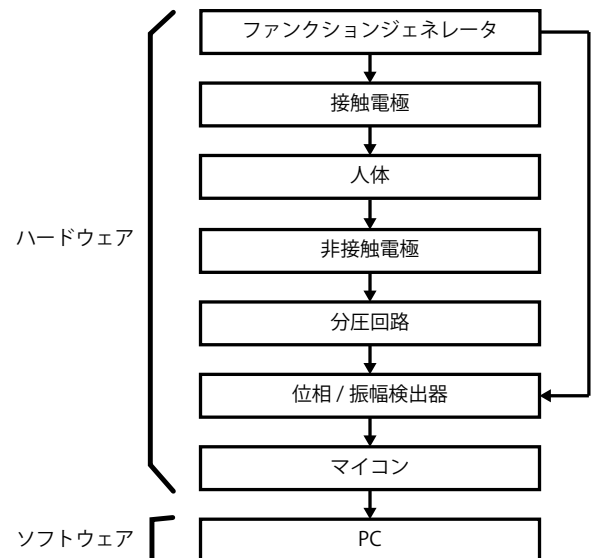 ファンクションジェネレータ
接触電極
人体
非接触電極
ハードウェア
分圧回路
位相 / 振幅検出器
マイコン
ソフトウェア
PC